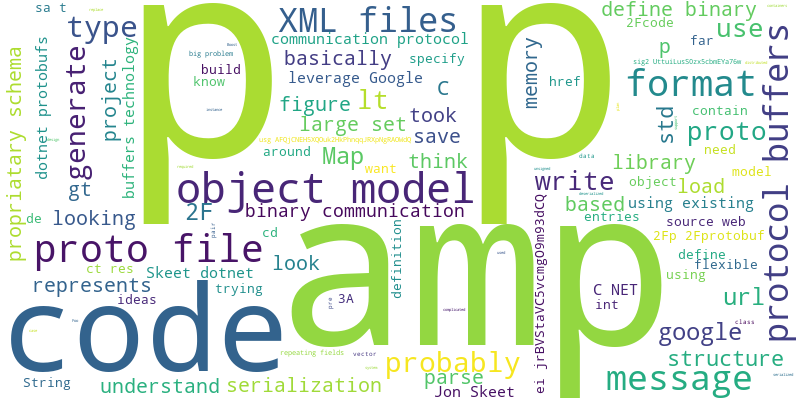 sa t
p p
XML files
define binary
type
2Fcode
communication protocol
use
big problem
basically
specify
build
p
far
know
leverage Google
C
memory
sig2 UttuiLusSOzx5cbmEYa76w
href
format
propriatary schema
dotnet protobufs
generate
project
buffers technology
figure
lt
took
contain
std
proto
protocol buffers
large set
save
around
Map
want
think
need
data
library
model
gt
object model
write
object
load
2F
binary communication
based
using existing
de
looking
entries
source web
proto file
cd
2Fp 2Fprotobuf
amp
define
ct res
Skeet dotnet
look
definition
flexible
using
represents
trying
C NET
url
ideas
3A
int
code
ei jrBVStaVC5vcmgO9m93dCQ
class
google
pre
complicated
repeating fields
vector
probably
structure
String
understand
serialization
parse
Jon Skeet
message